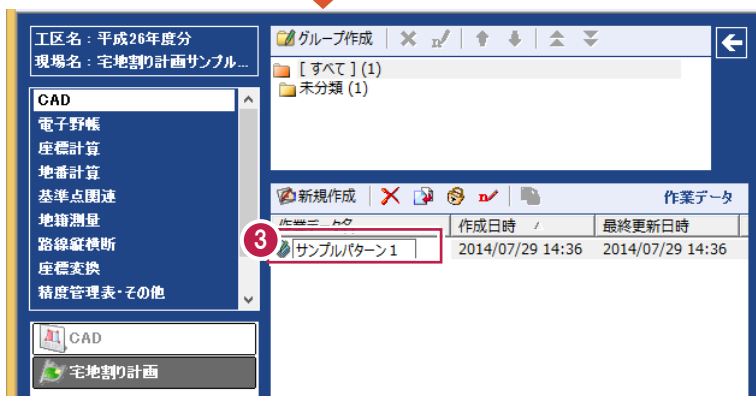 工区名：平成26年度分
現場名：宅地割り計画サンプル...
グループ作成
[ すべて ] (1)
未分類 (1)
CAD
電子野帳
座標計算
地番計算
基準点関連
地籍測量
路線縦横断
座標変換
精度管理表・その他
CAD
宅地割り計画
新規作成
作業データ
作業データ名
作成日時
最終更新日時
3
サンプルパターン１
2014/07/29 14:36
2014/07/29 14:36